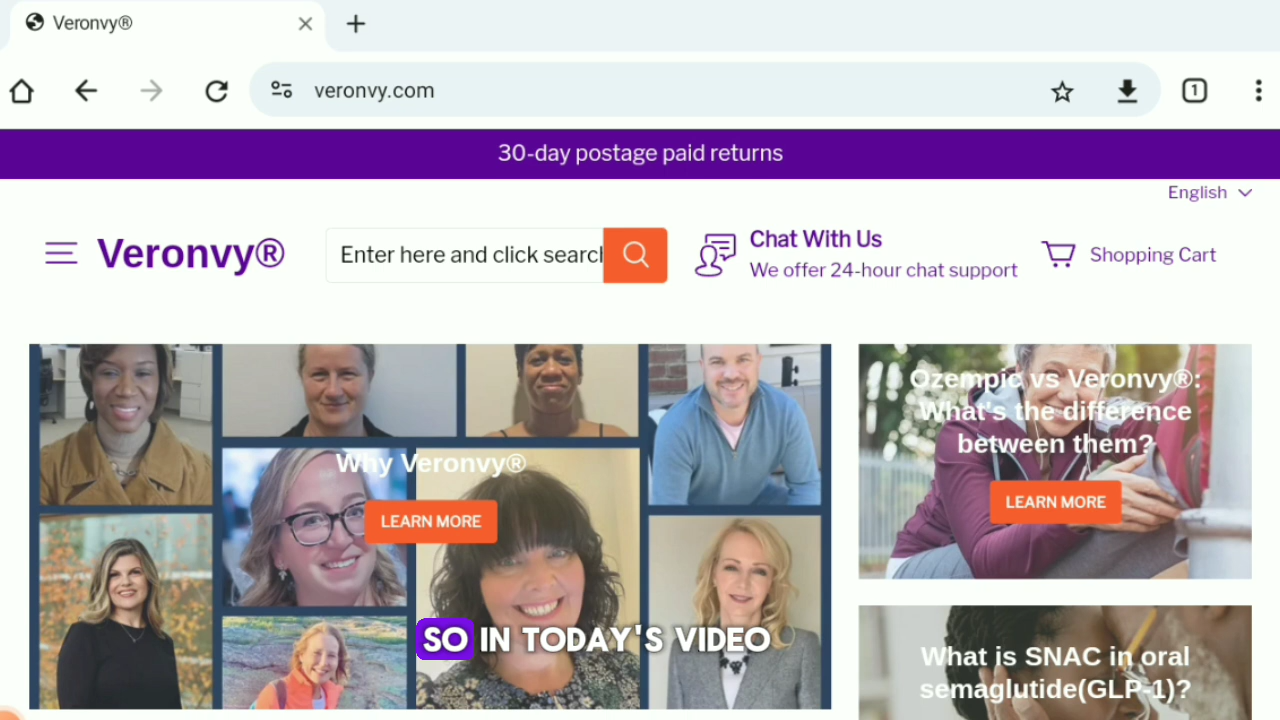 Veronvy®
veronvy.com
1
30-day postage paid returns
English
Veronvy®
Enter here and click search
Chat With Us
We offer 24-hour chat support
Shopping Cart
Why Veronvy®
LEARN MORE
Ozempic vs Veronvy®:
What's the difference
between them?
LEARN MORE
SO IN TODAY'S VIDEO
What is SNAC in oral
semaglutide(GLP-1)?